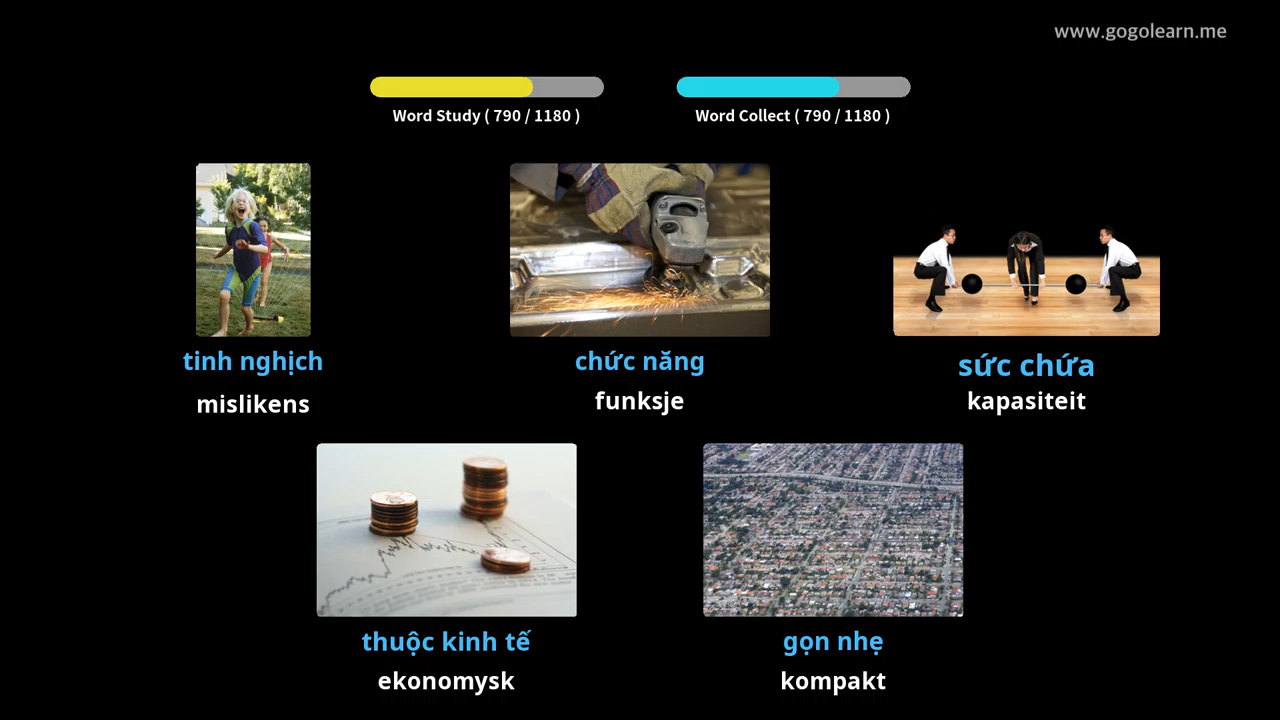 www.gogolearn.me
Word Study ( 790 / 1180 )
Word Collect ( 790 / 1180 )
tinh nghịch
mislikens
chức năng
funksje
sức chứa
kapasiteit
thuộc kinh tế
ekonomysk
gọn nhẹ
kompakt